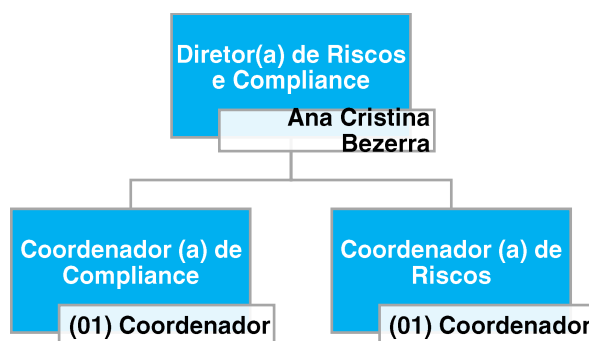 Diretor(a) de Riscos
e Compliance
Ana Cristina
Bezerra
Coordenador (a) de
Compliance
(01) Coordenador
Coordenador (a) de
Riscos
(01) Coordenador